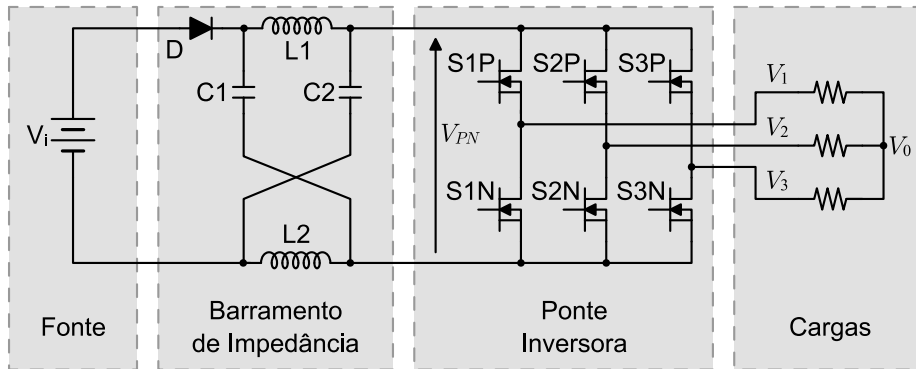 D
L1
C1
C2
Vi
VPN
L2
S1P
S2P
S3P
S1N
S2N
S3N
V1
V2
V3
V0
Fonte
Barramento
de Impedância
Ponte
Inversora
Cargas